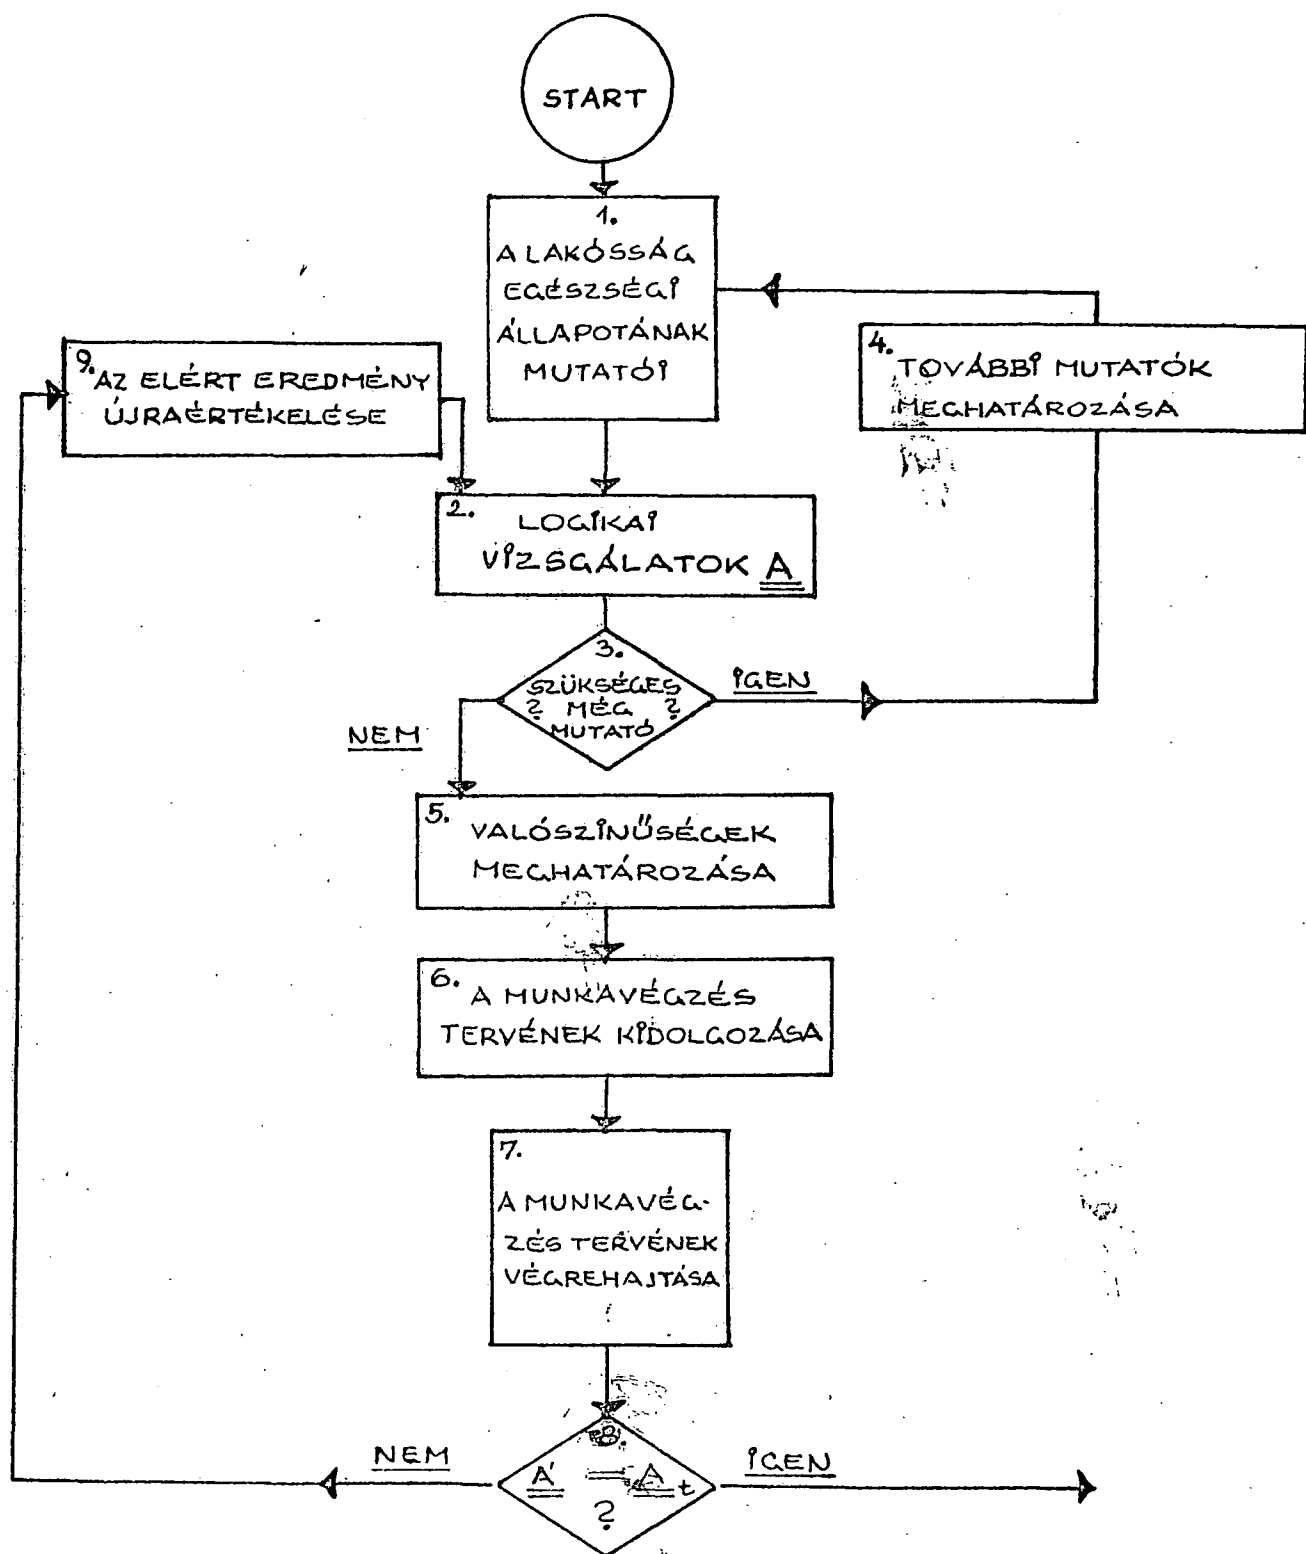 START
1.
A LAKÓSSÁG
EGÉSZSÉGI
ÁLLAPOTÁNAK
MUTATÓI
9.
AZ ELÉRT EREDMÉNY
ÚJRAÉRTÉKELÉSE
4.
TOVÁBBI MUTATÓK
MEGHATÁROZÁSA
2.
LOGIKAI
VIZSGÁLATOK A
3.
SZÜKSÉGES
? MÉG ?
MUTATÓ
IGEN
NEM
5.
VALÓSZINŰSÉGEK
MEGHATÁROZÁSA
6.
A MUNKAVÉGZÉS
TERVÉNEK KIDOLGOZÁSA
7.
A MUNKAVÉG-
ZÉS TERVÉNEK
VÉGREHAJTÁSA
8.
A' = A t
?
NEM
IGEN